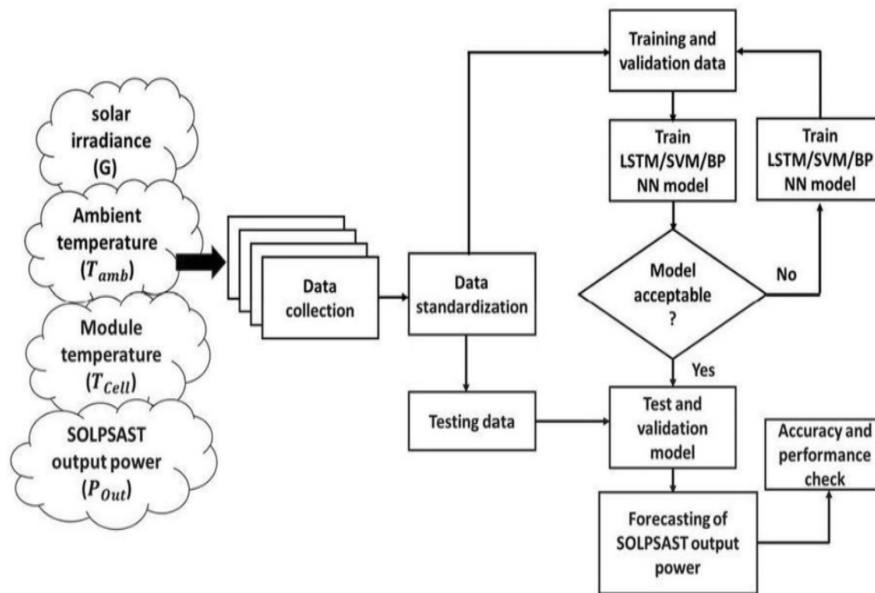 solar
irradiance
(G)
Ambient
temperature
(T_amb)
Module
temperature
(T_Cell)
SOLPSAST
output power
(P_Out)
Data
collection
Data
standardization
Testing data
Training and
validation data
Train
LSTM/SVM/BP
NN model
Train
LSTM/SVM/BP
NN model
Model
acceptable
?
No
Yes
Test and
validation
model
Forecasting of
SOLPSAST output
power
Accuracy and
performance
check